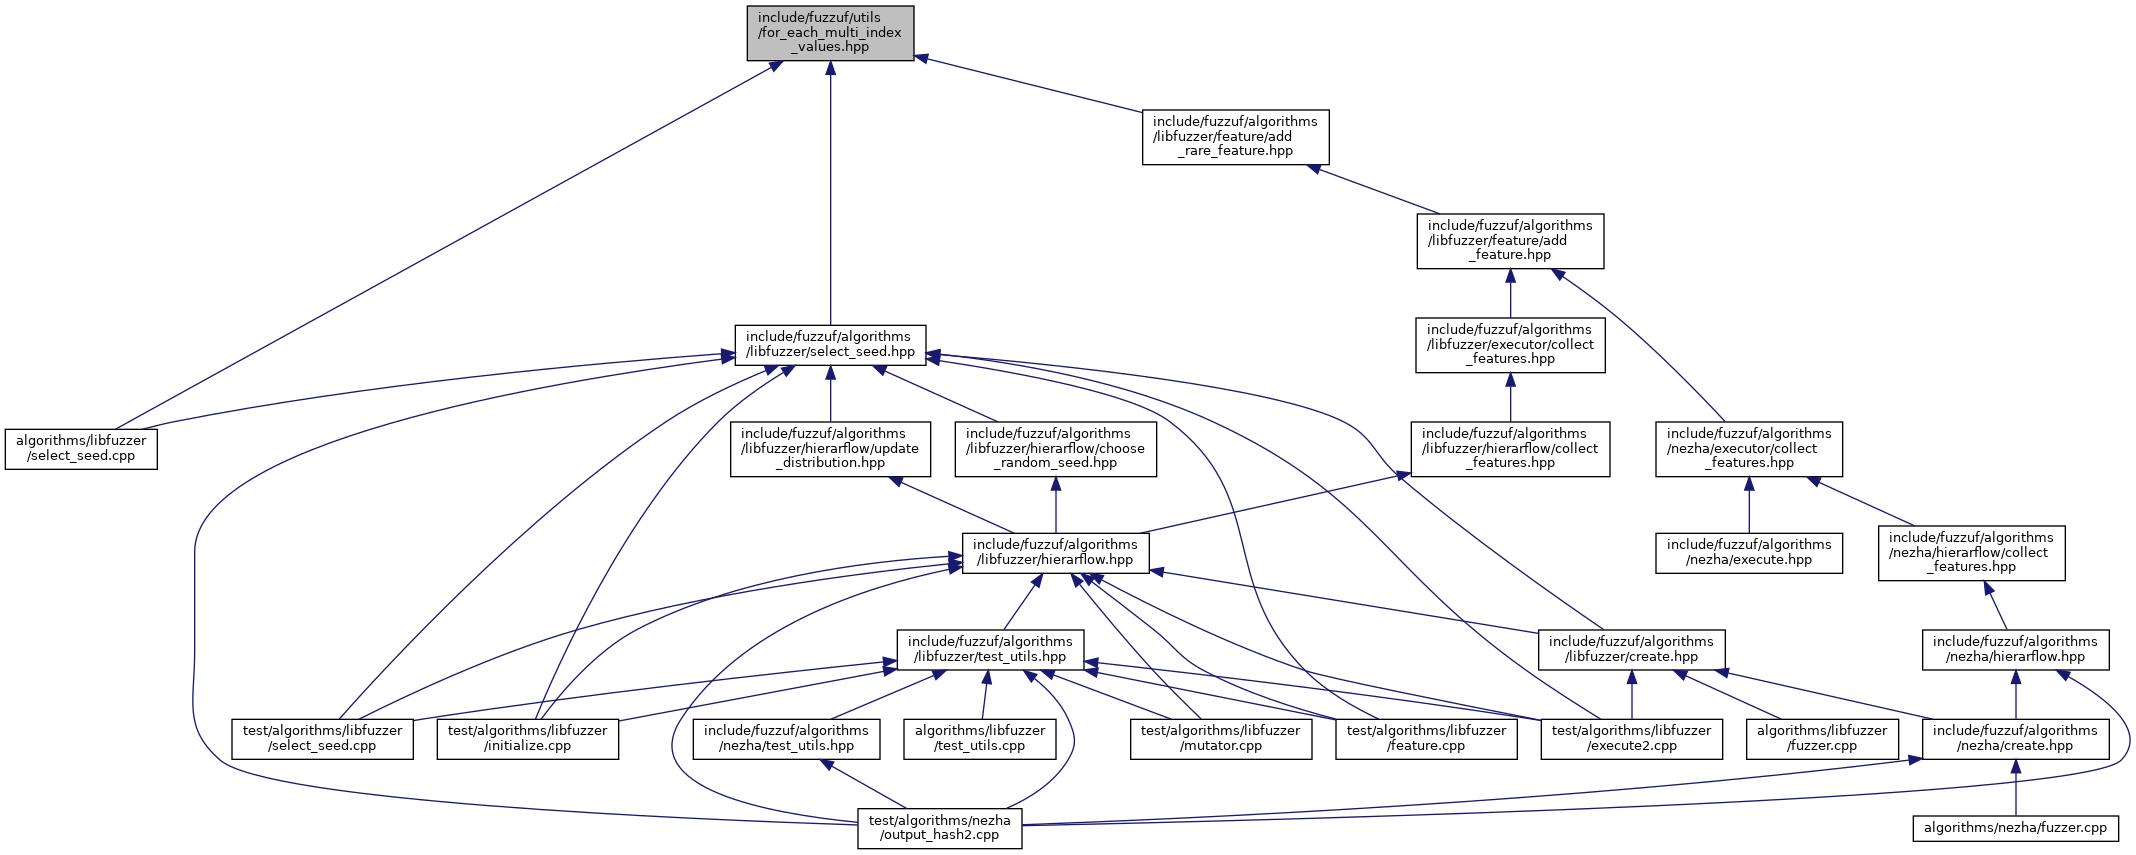 include/fuzzuf/utils
/for_each_multi_index
_values.hpp
include/fuzzuf/algorithms
/libfuzzer/feature/add
_rare_feature.hpp
include/fuzzuf/algorithms
/libfuzzer/feature/add
_feature.hpp
include/fuzzuf/algorithms
/libfuzzer/select_seed.hpp
include/fuzzuf/algorithms
/libfuzzer/executor/collect
_features.hpp
algorithms/libfuzzer
/select_seed.cpp
include/fuzzuf/algorithms
/libfuzzer/hierarflow/update
_distribution.hpp
include/fuzzuf/algorithms
/libfuzzer/hierarflow/choose
_random_seed.hpp
include/fuzzuf/algorithms
/libfuzzer/hierarflow/collect
_features.hpp
include/fuzzuf/algorithms
/nezha/executor/collect
_features.hpp
include/fuzzuf/algorithms
/libfuzzer/hierarflow.hpp
include/fuzzuf/algorithms
/nezha/execute.hpp
include/fuzzuf/algorithms
/nezha/hierarflow/collect
_features.hpp
include/fuzzuf/algorithms
/libfuzzer/test_utils.hpp
include/fuzzuf/algorithms
/libfuzzer/create.hpp
include/fuzzuf/algorithms
/nezha/hierarflow.hpp
test/algorithms/libfuzzer
/select_seed.cpp
test/algorithms/libfuzzer
/initialize.cpp
include/fuzzuf/algorithms
/nezha/test_utils.hpp
algorithms/libfuzzer
/test_utils.cpp
test/algorithms/libfuzzer
/mutator.cpp
test/algorithms/libfuzzer
/feature.cpp
test/algorithms/libfuzzer
/execute2.cpp
algorithms/libfuzzer
/fuzzer.cpp
include/fuzzuf/algorithms
/nezha/create.hpp
test/algorithms/nezha
/output_hash2.cpp
algorithms/nezha/fuzzer.cpp